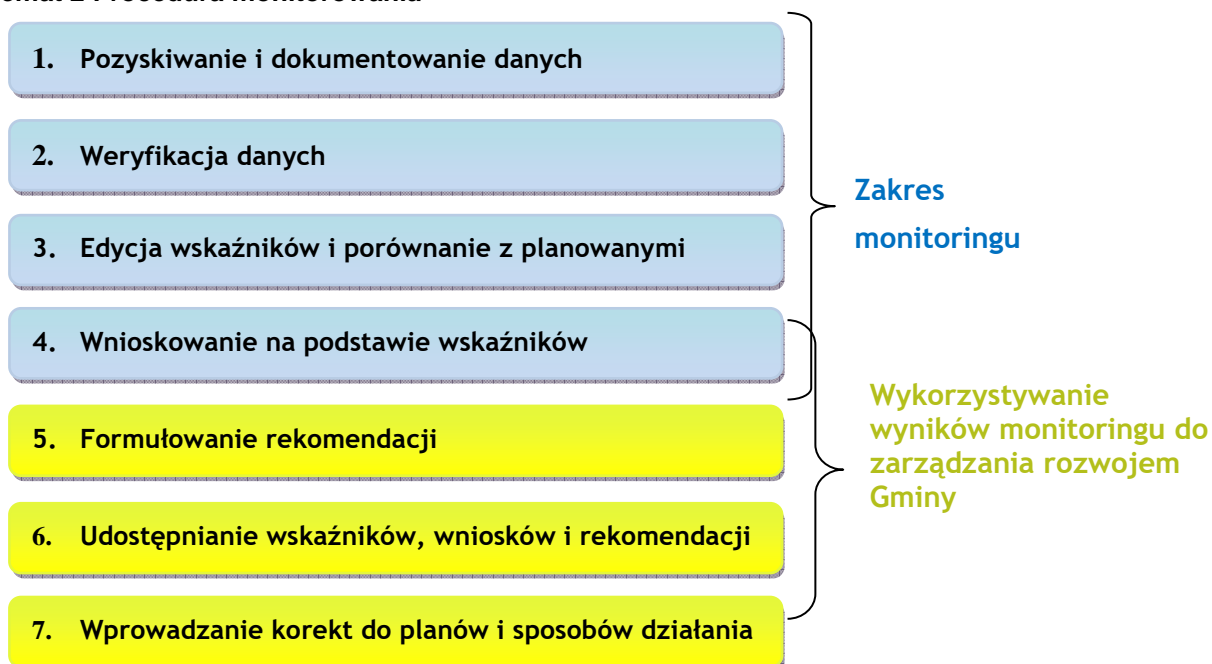 1. Pozyskiwanie i dokumentowanie danych
2. Weryfikacja danych
3. Edycja wskaźników i porównanie z planowanymi
4. Wnioskowanie na podstawie wskaźników
5. Formułowanie rekomendacji
6. Udostępnianie wskaźników, wniosków i rekomendacji
7. Wprowadzanie korekt do planów i sposobów działania
Zakres
monitoringu
Wykorzystywanie
wyników monitoringu do
zarządzania rozwojem
Gminy